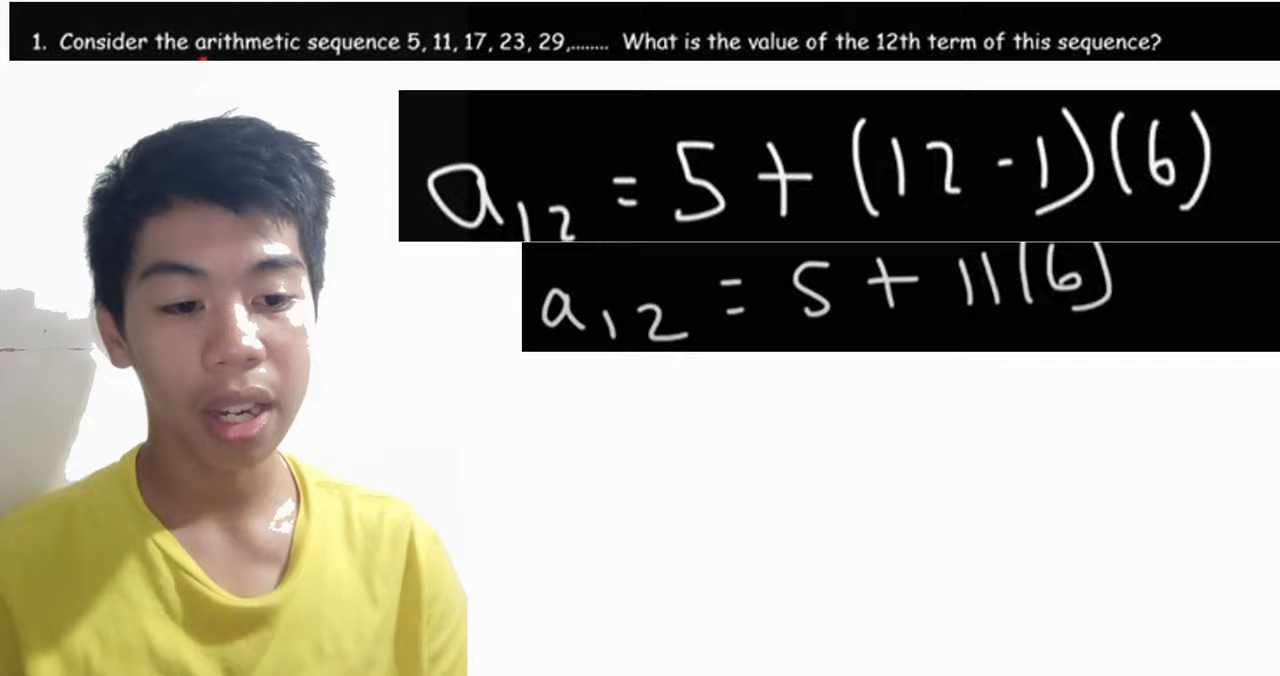 1. Consider the arithmetic sequence 5, 11, 17, 23, 29,........ What is the value of the 12th term of this sequence?
a₁₂ = 5 + (12 - 1)(6)
a₁₂ = 5 + 11(6)